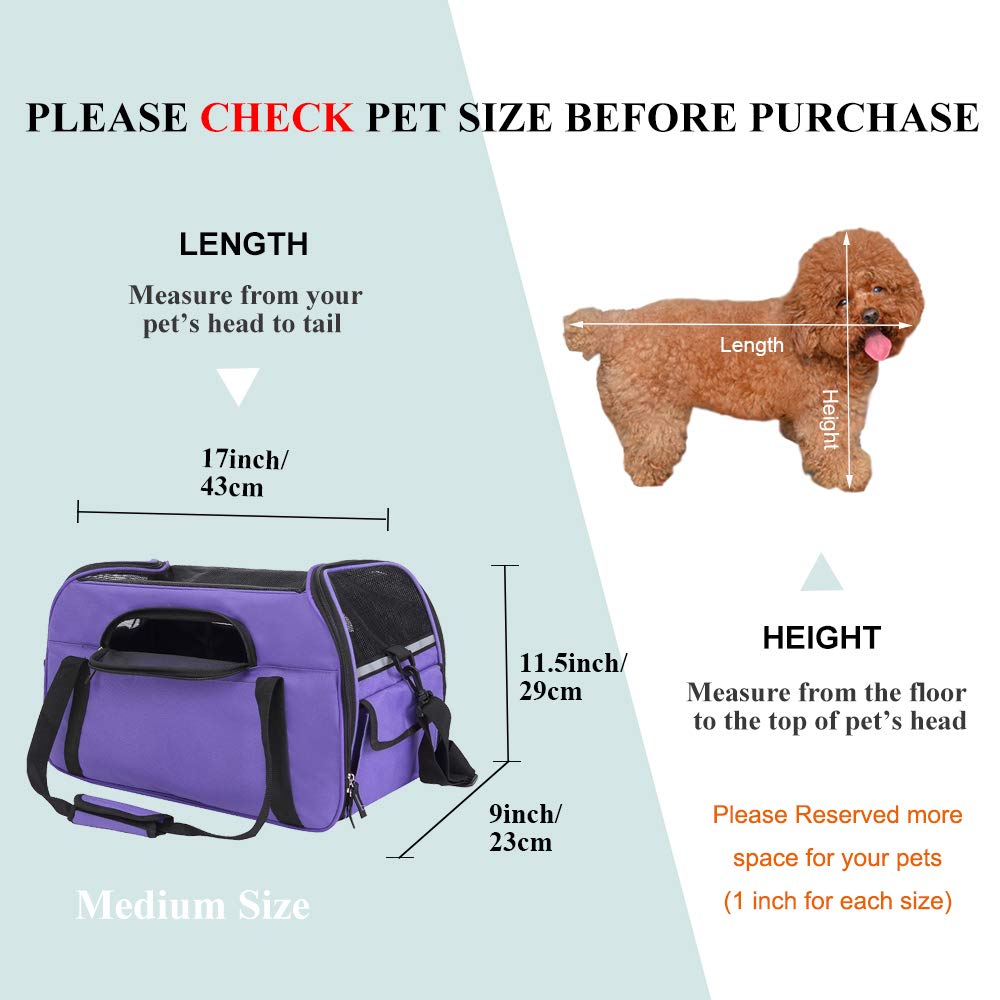 PLEASE CHECK PET SIZE BEFORE PURCHASE
LENGTH
Measure from your
pet's head to tail
17inch/
43cm
11.5inch/
29cm
9inch/
23cm
Medium Size
Length
Height
HEIGHT
Measure from the floor
to the top of pet's head
Please Reserved more
space for your pets
(1 inch for each size)